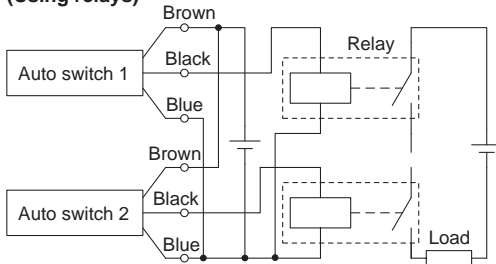 (Using relays)
Brown
Relay
Black
Auto switch 1
Blue
Brown
Black
Auto switch 2
Blue
Load